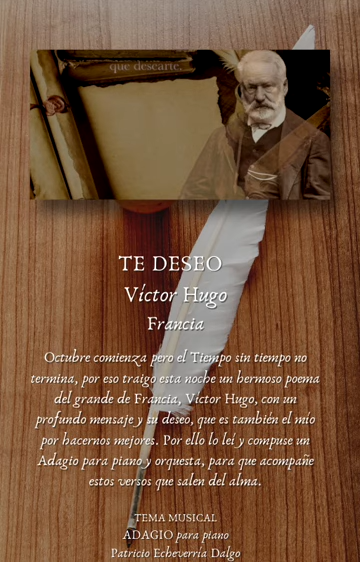 que desearte.
TE DESEO
Víctor Hugo
Francia
Octubre comienza pero el Tiempo sin tiempo no
termina, por eso traigo esta noche un hermoso poema
del grande de Francia, Víctor Hugo, con un
profundo mensaje y su deseo, que es también el mío
por hacernos mejores. Por ello lo leí y compuse un
Adagio para piano y orquesta, para que acompañe
estos versos que salen del alma.
TEMA MUSICAL
ADAGIO para piano
Patricio Echeverría Dalgo